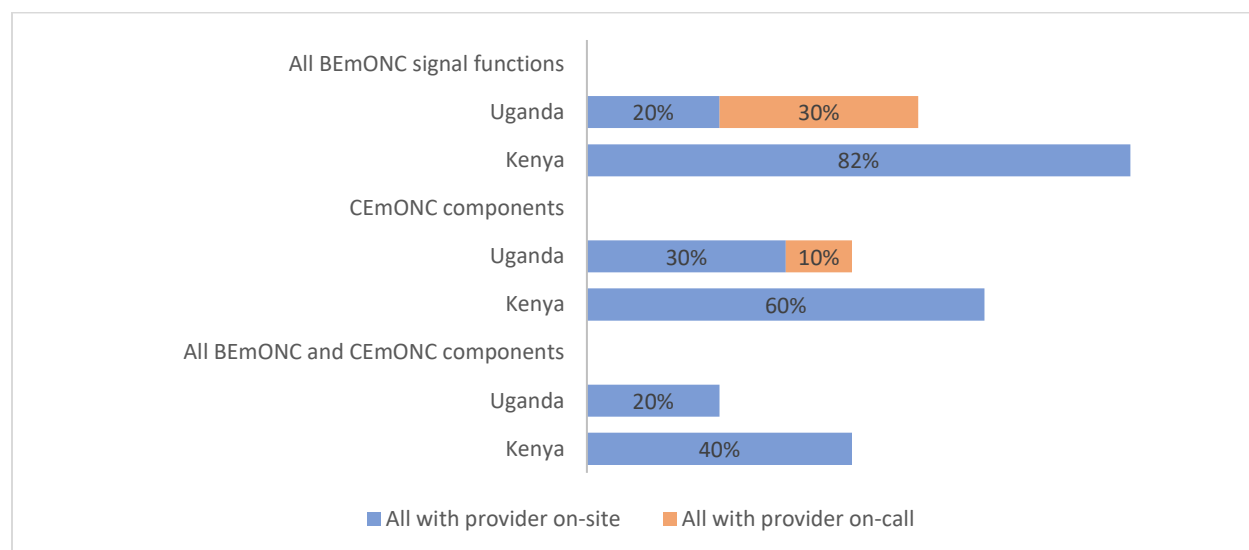 All BEmONC signal functions
Uganda 20% 30%
Kenya 82%
CEmONC components
Uganda 30% 10%
Kenya 60%
All BEmONC and CEmONC components
Uganda 20%
Kenya 40%
All with provider on-site All with provider on-call